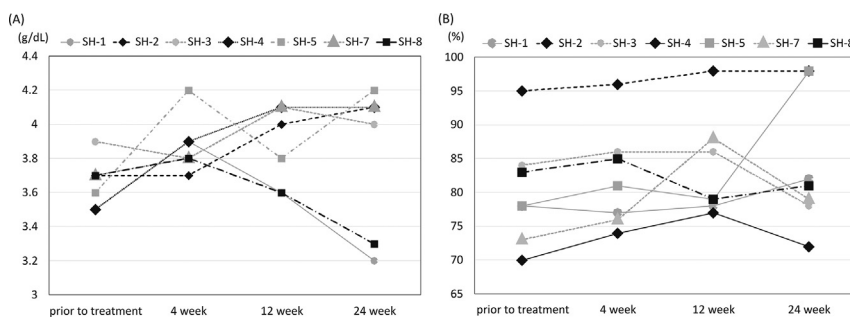 (A)
(g/dL)
SH-1 SH-2 SH-3 SH-4 SH-5 SH-7 SH-8
4.4
4.2
4
3.8
3.6
3.4
3.2
3
prior to treatment 4 week 12 week 24 week
(B)
(%)
SH-1 SH-2 SH-3 SH-4 SH-5 SH-7 SH-8
100
95
90
85
80
75
70
65
prior to treatment 4 week 12 week 24 week